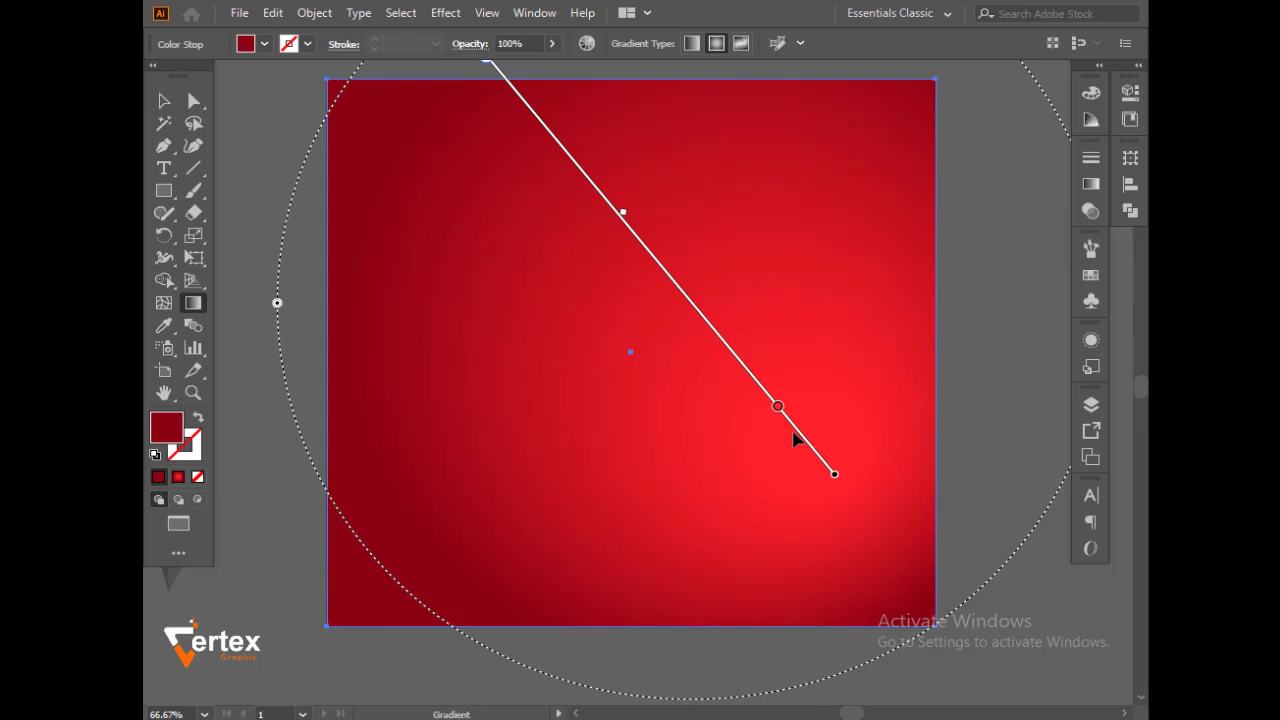 Ai File Edit Object Type Select Effect View Window Help Essentials Classic Search Adobe Stock
Color Stop Stroke: Opacity: 100% Gradient Type:
Vertex
Graphic
Activate Windows
Go to Settings to activate Windows.
66.67% 1 Gradient